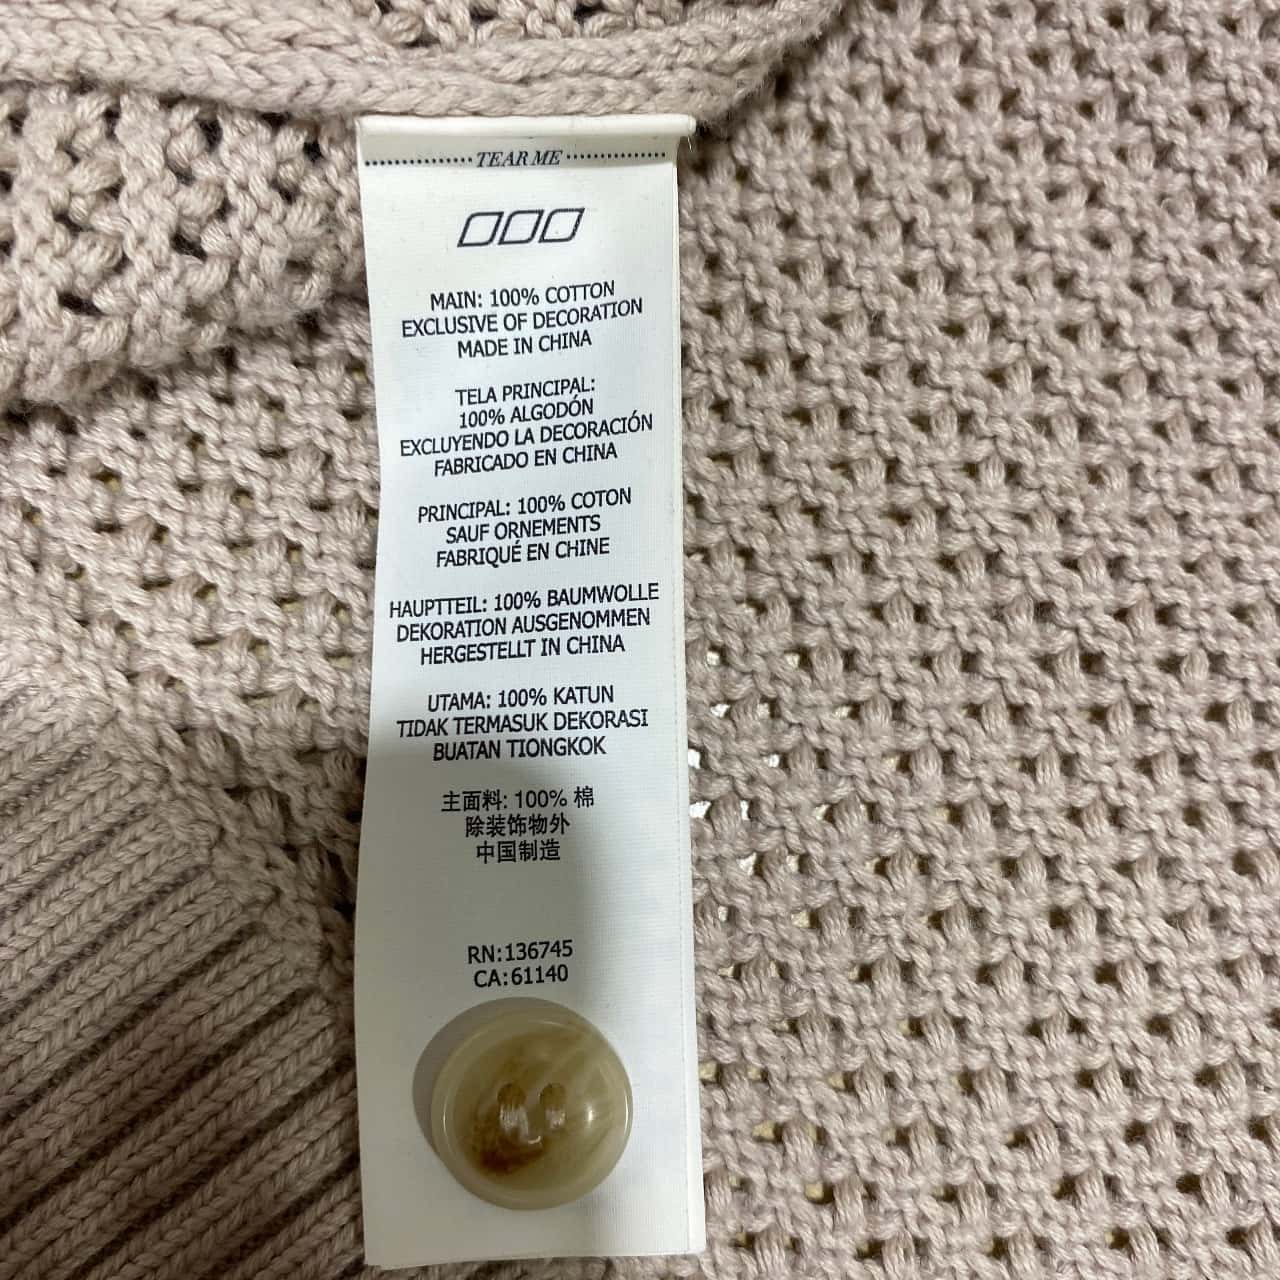 TEAR ME
MAIN: 100% COTTON
EXCLUSIVE OF DECORATION
MADE IN CHINA
TELA PRINCIPAL:
100% ALGODÓN
EXCLUYENDO LA DECORACIÓN
FABRICADO EN CHINA
PRINCIPAL: 100% COTON
SAUF ORNEMENTS
FABRIQUÉ EN CHINE
HAUPTTEIL: 100% BAUMWOLLE
DEKORATION AUSGENOMMEN
HERGESTELLT IN CHINA
UTAMA: 100% KATUN
TIDAK TERMASUK DEKORASI
BUATAN TIONGKOK
主面料: 100% 棉
除装饰物外
中国制造
RN:136745
CA:61140